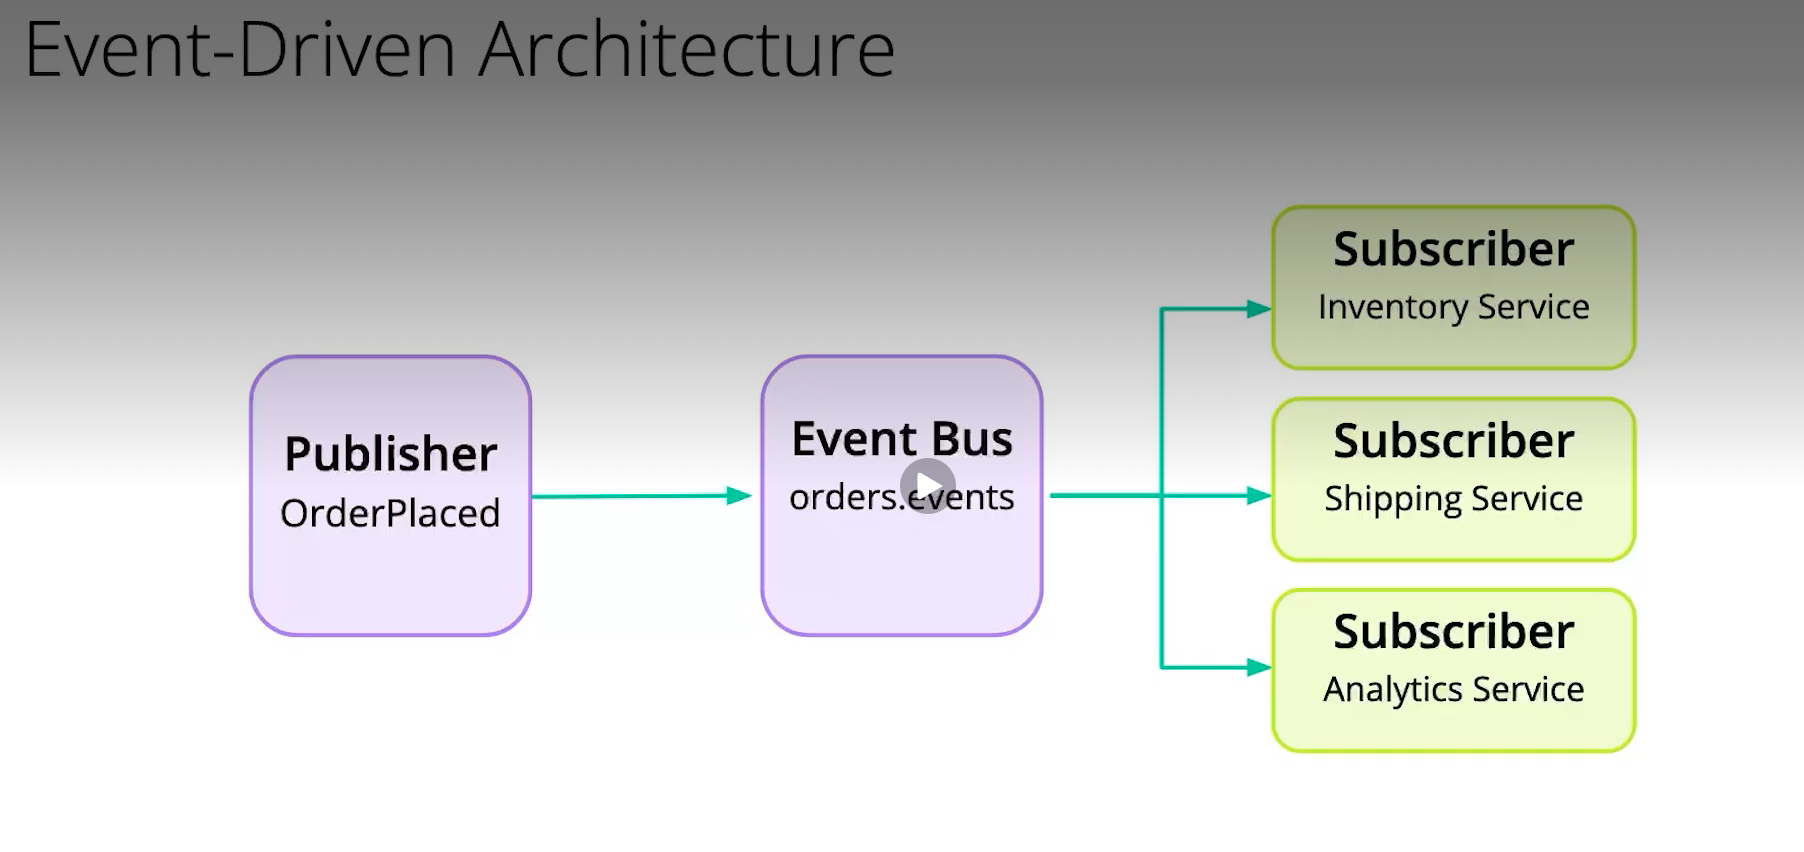 Event-Driven Architecture
Publisher
OrderPlaced
Event Bus
orders.events
Subscriber
Inventory Service
Subscriber
Shipping Service
Subscriber
Analytics Service